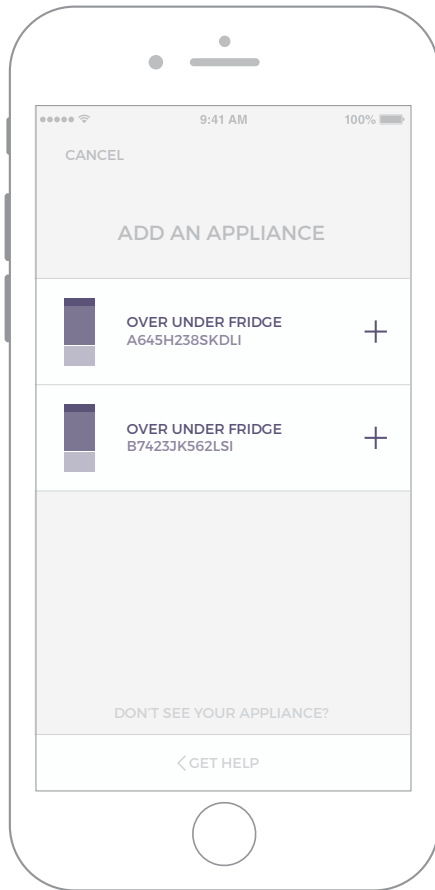 9:41 AM
100%
CANCEL
ADD AN APPLIANCE
OVER UNDER FRIDGE
A645H238SKDLI
OVER UNDER FRIDGE
B7423JK562LSI
DON'T SEE YOUR APPLIANCE?
GET HELP